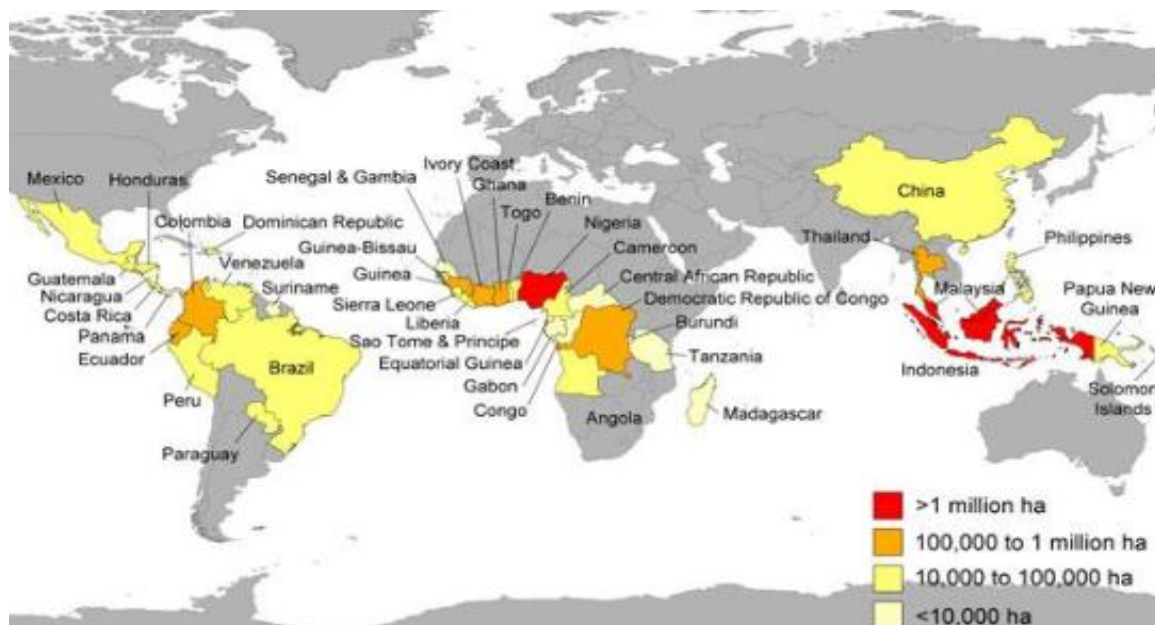 Mexico
Honduras
Colombia
Dominican Republic
Venezuela
Suriname
Guatemala
Nicaragua
Costa Rica
Panama
Ecuador
Peru
Brazil
Paraguay
Senegal & Gambia
Ivory Coast
Ghana
Togo
Benin
Nigeria
Cameroon
Central African Republic
Democratic Republic of Congo
Burundi
Tanzania
Guinea-Bissau
Guinea
Sierra Leone
Liberia
Sao Tome & Principe
Equatorial Guinea
Gabon
Congo
Angola
Madagascar
China
Thailand
Philippines
Malaysia
Papua New
Guinea
Indonesia
Solomon
Islands
>1 million ha
100,000 to 1 million ha
10,000 to 100,000 ha
<10,000 ha